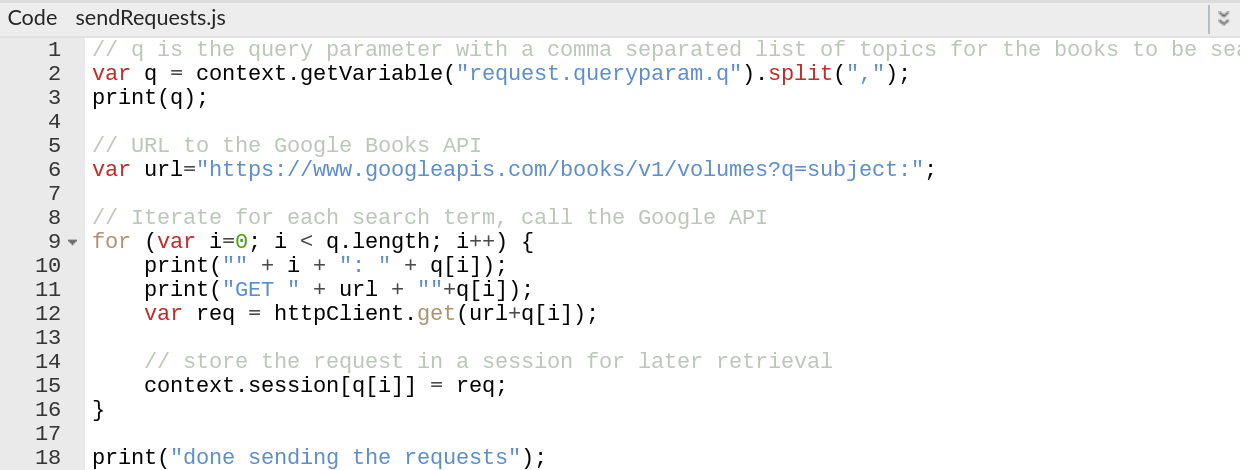 Code sendRequests.js
1 // q is the query parameter with a comma separated list of topics for the books to be
2 var q = context.getVariable("request.queryparam.q").split(",");
3 print(q);
4
5 // URL to the Google Books API
6 var url="https://www.googleapis.com/books/v1/volumes?q=subject:";
7
8 // Iterate for each search term, call the Google API
9 for (var i=0; i < q.length; i++) {
10     print("" + i + ": " + q[i]);
11     print("GET " + url + ""+q[i]);
12     var req = httpClient.get(url+q[i]);
13
14     // store the request in a session for later retrieval
15     context.session[q[i]] = req;
16 }
17
18 print("done sending the requests");